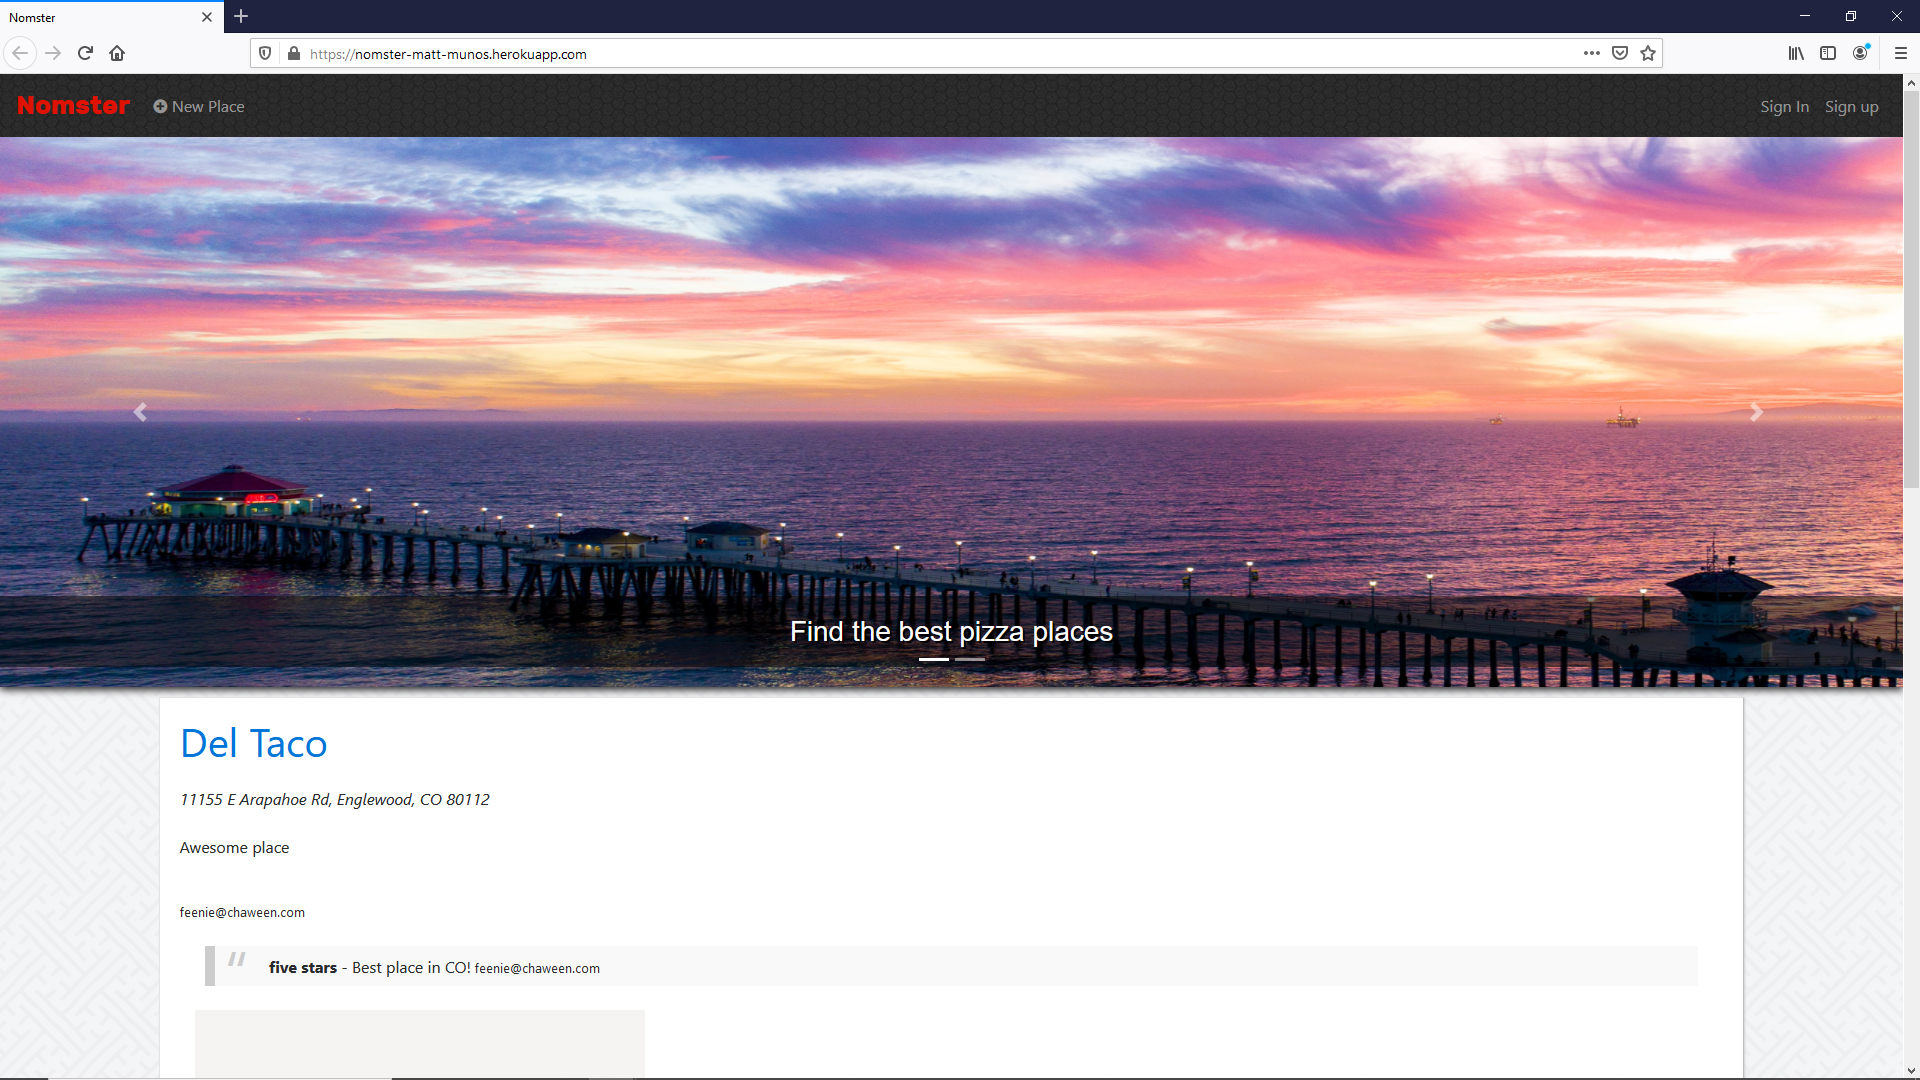 Nomster
https://nomster-matt-munos.herokuapp.com
Nomster
New Place
Sign In
Sign up
Find the best pizza places
Del Taco
11155 E Arapahoe Rd, Englewood, CO 80112
Awesome place
feenie@chaween.com
five stars - Best place in CO! feenie@chaween.com